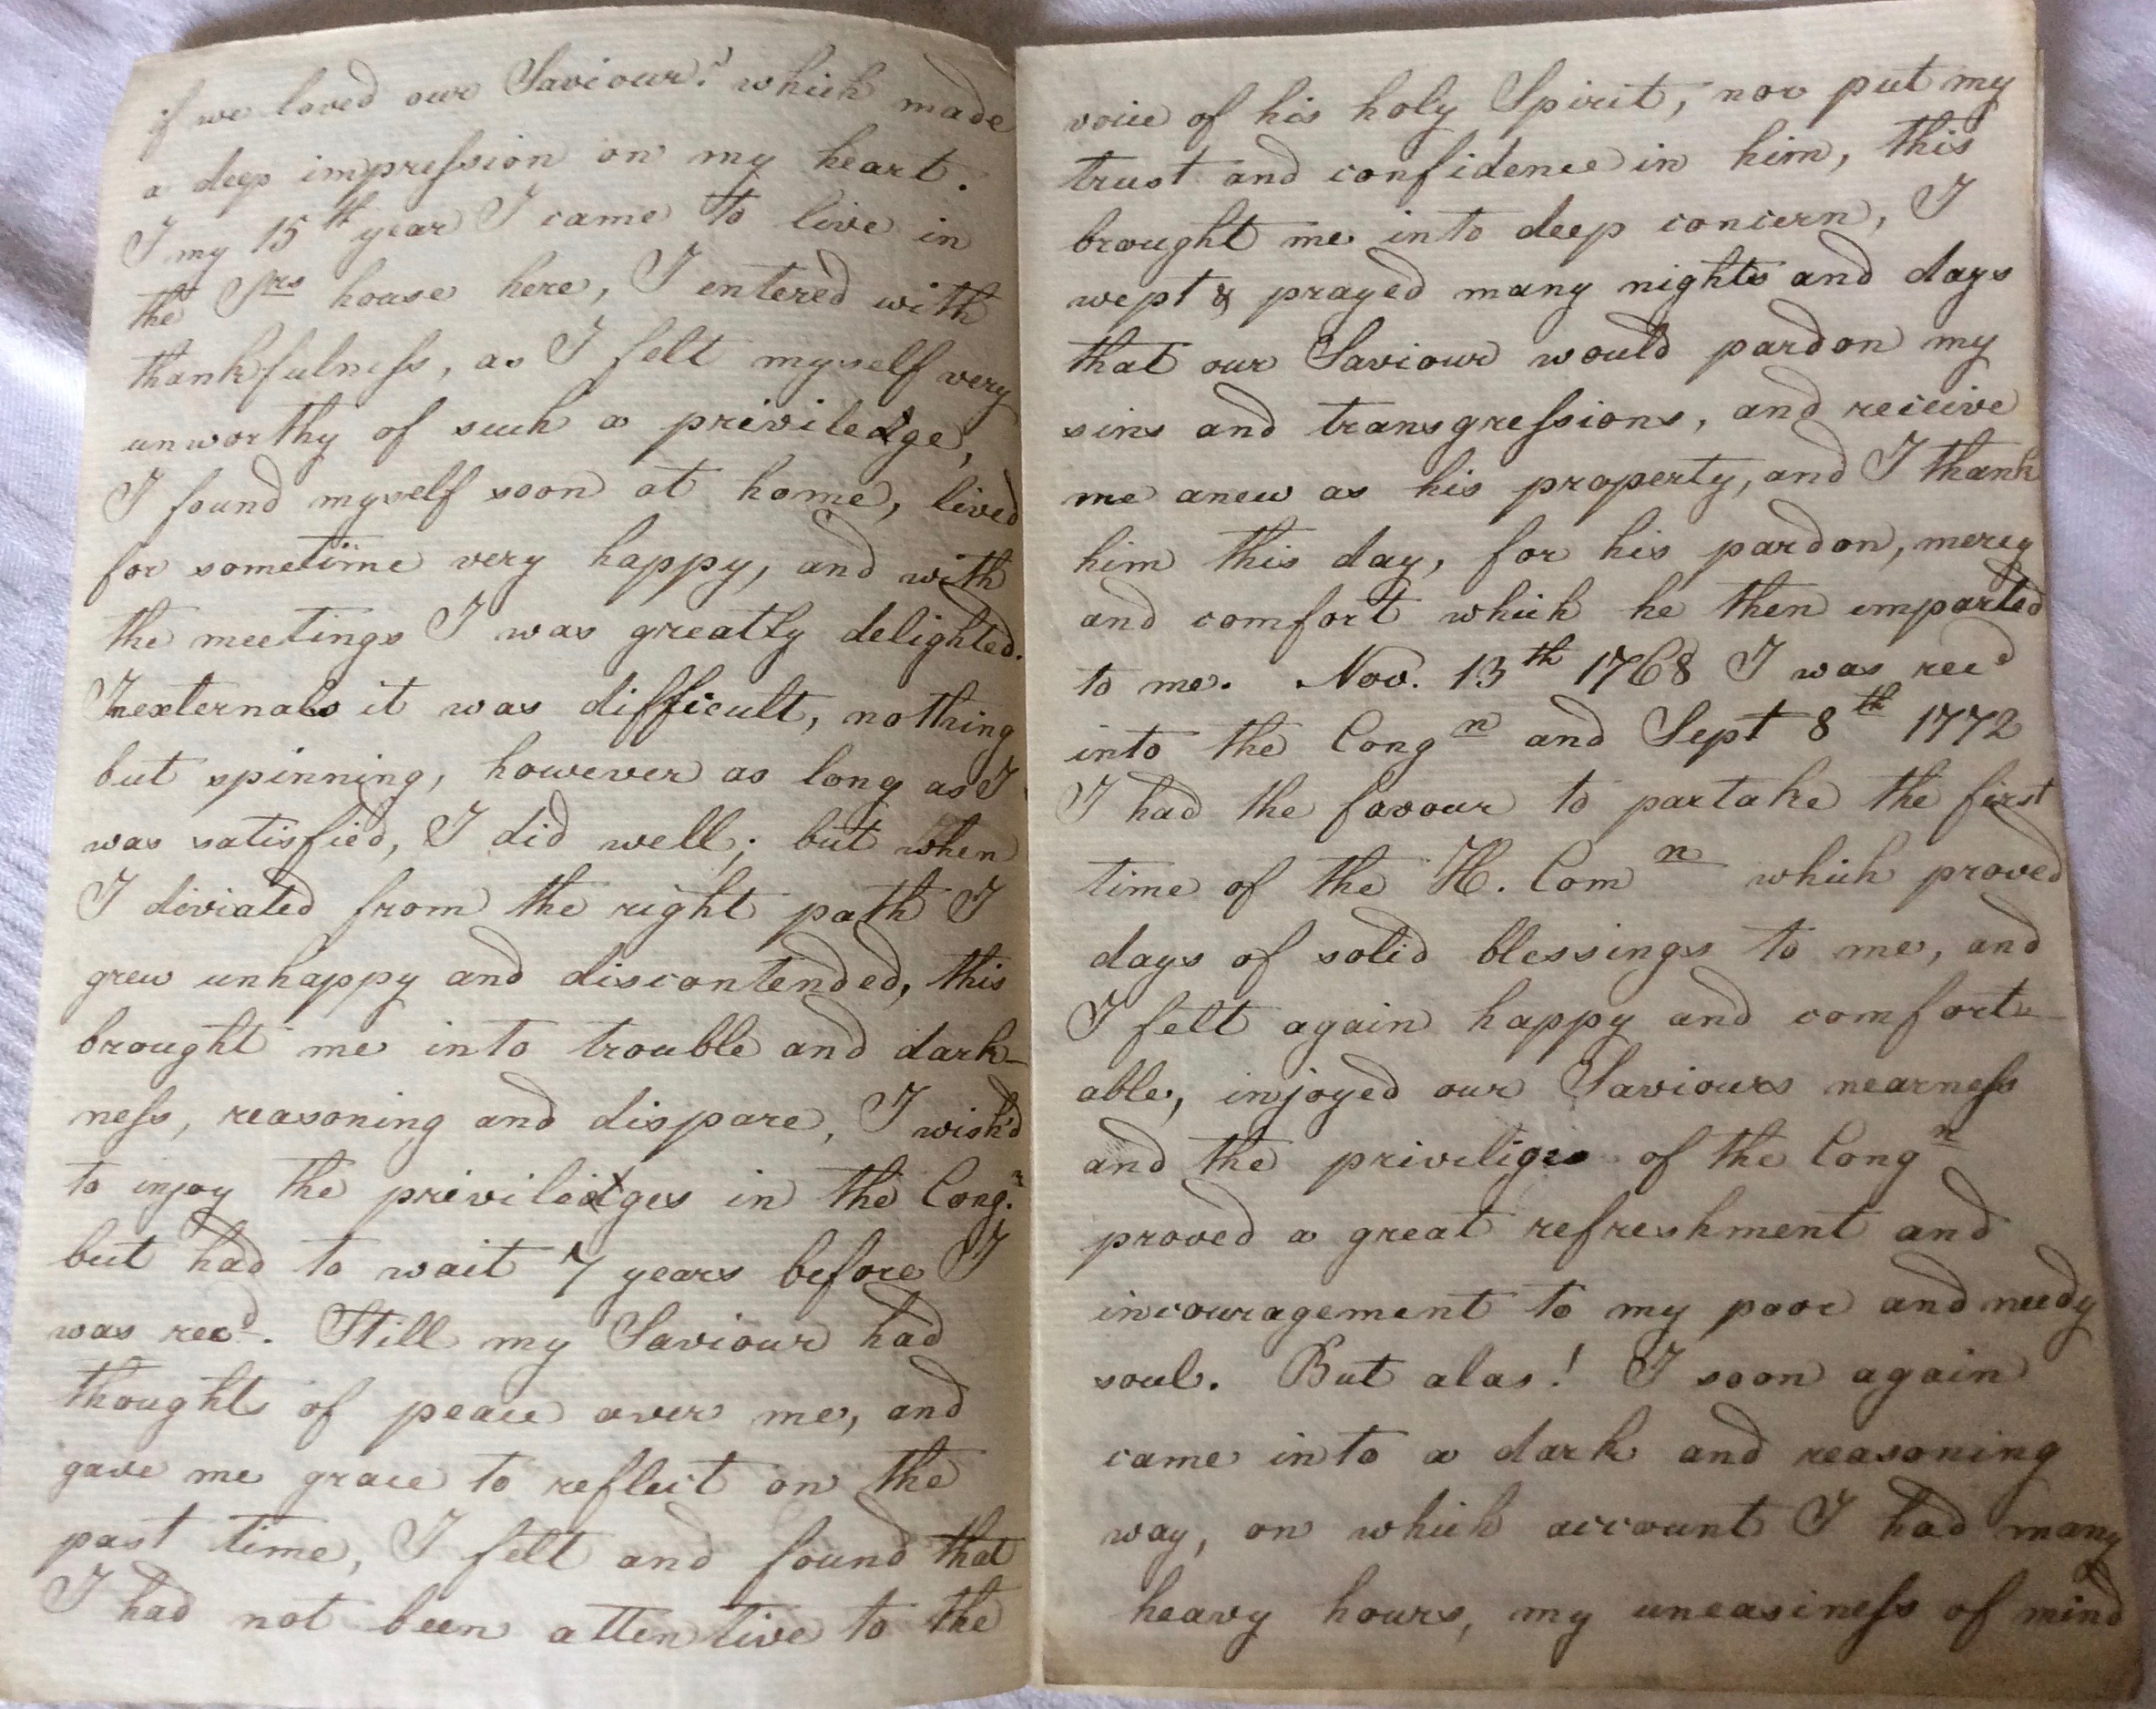 if we loved our Saviour? which made
a deep impreſsion on my heart.
I my 15th year I came to live in
the Srs house here, I entered with
thankfulneſs, as I felt myself very
unworthy of such a priviledge,
I found myself soon at home, lived
for sometime very happy, and with
the meetings I was greatly delighted.
In externals it was difficult, nothing
but spinning, however as long as I
was satisfied, I did well; but when
I diviated from the right path I
grew unhappy and discontended, this
brought me into trouble and dark-
neſs, reasoning and dispare, I wish'd
to injoy the priviledges in the Cong.n
but had to wait 7 years before I
was recd. Still my Saviour had
thoughts of peace over me, and
gave me grace to reflect on the
past time, I felt and found that
I had not been attentive to the
voice of his holy Spirit, nor put my
trust and confidence in him, this
brought me into deep concern, I
wept & prayed many nights and days
that our Saviour would pardon my
sins and transgreſsions, and receive
me anew as his property, and I thank
him this day, for his pardon, mercy
and comfort which he then imparted
to me. Nov. 13th 1768 I was recd
into the Congn and Sept 8th 1772
I had the favour to partake the first
time of the H. Comn which proved
days of solid blessings to me, and
I felt again happy and comfort-
able, injoyed our Saviours nearneſs
and the priviliges of the Congn
proved a great refreshment and
incouragement to my poor and needy
soul. But alas! I soon again
came into a dark and reasoning
way, on which account I had many
heavy hours, my uneasineſs of mind